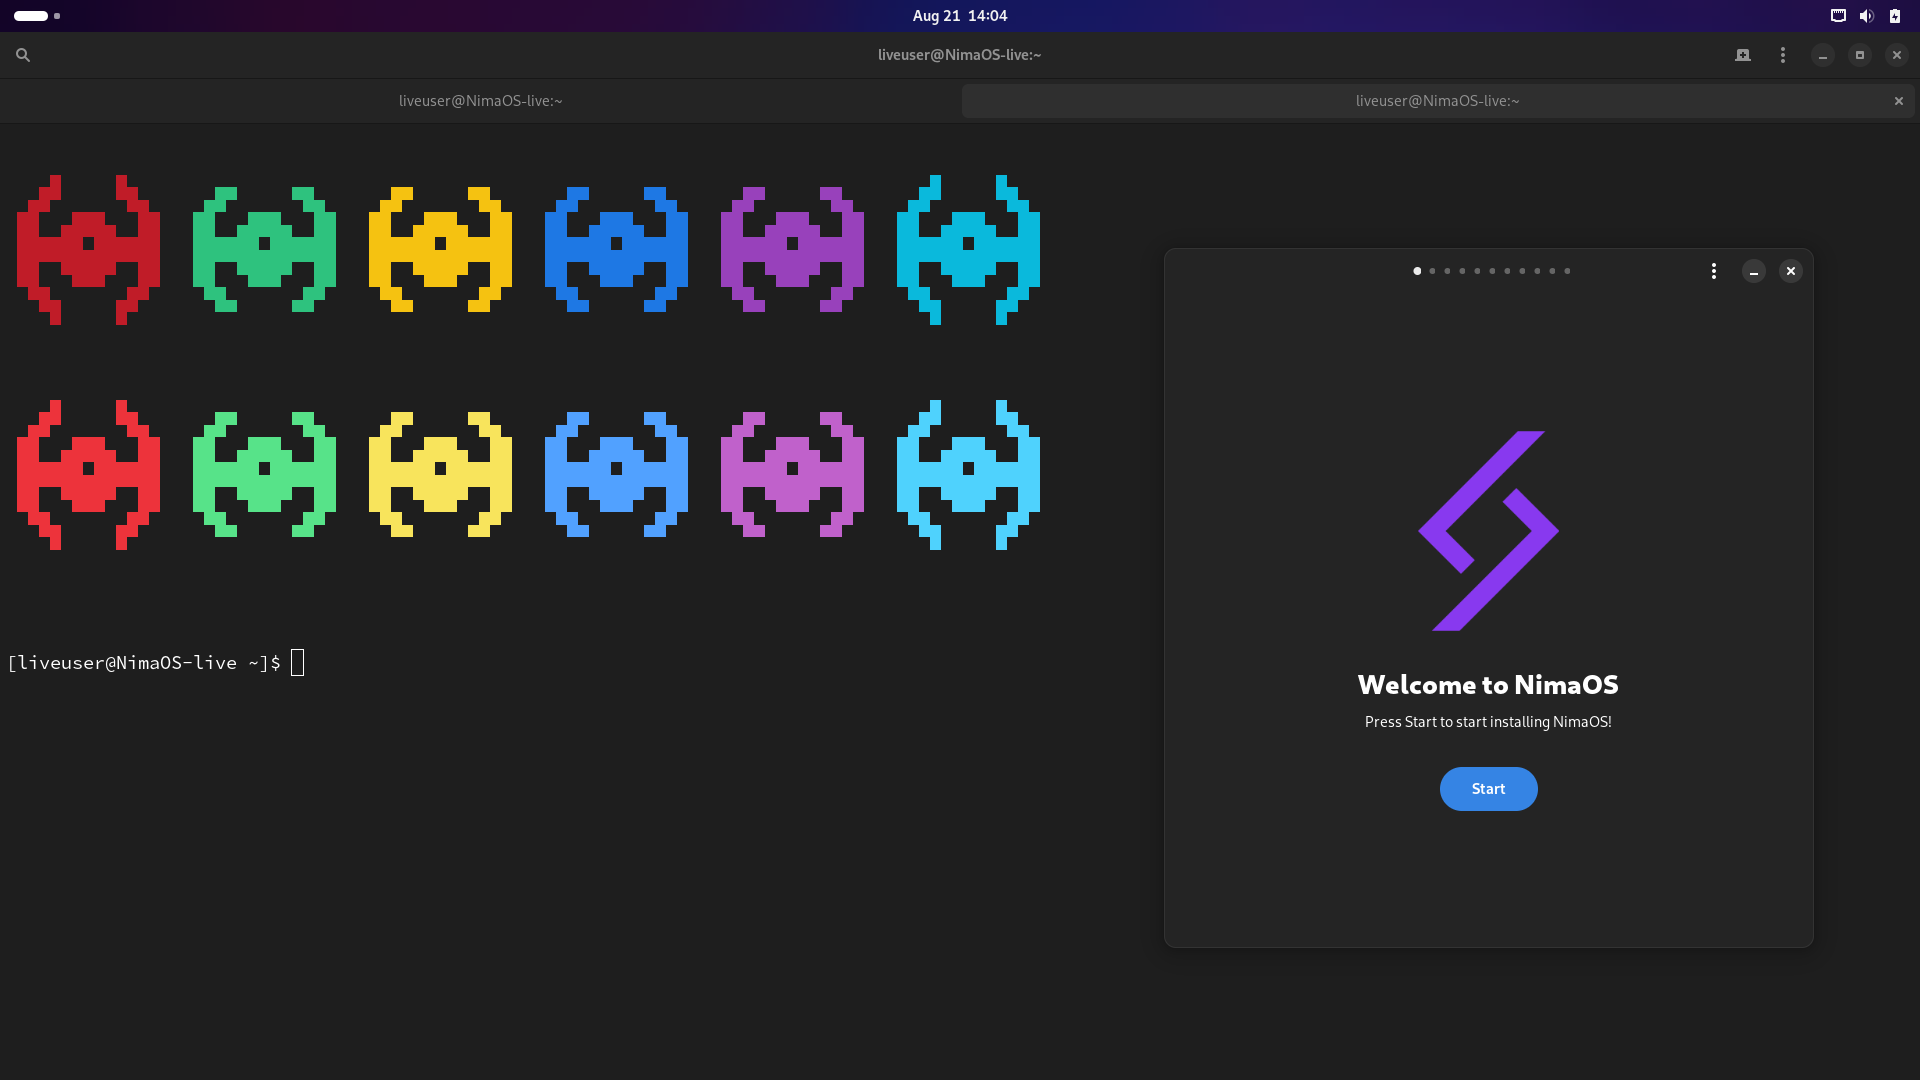 Aug 21 14:04
liveuser@NimaOS-live:~
liveuser@NimaOS-live:~
liveuser@NimaOS-live:~
[liveuser@NimaOS-live ~]$
Welcome to NimaOS
Press Start to start installing NimaOS!
Start